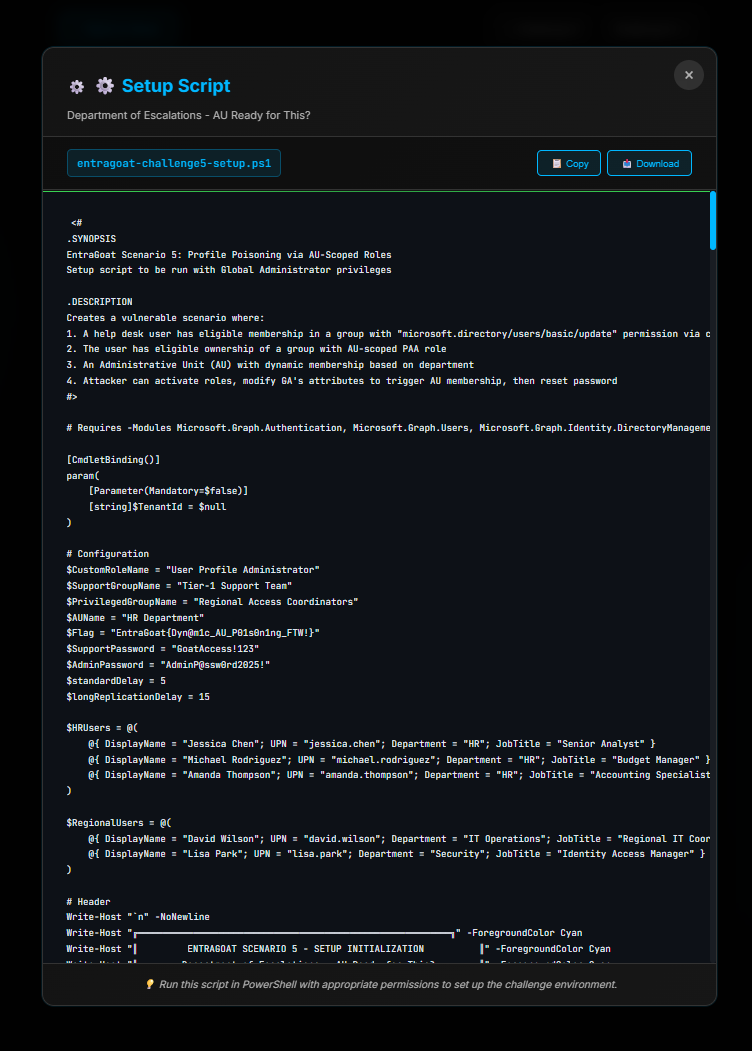 Setup Script
Department of Escalations - AU Ready for This?
entragoat-challenge5-setup.ps1
Copy
Download
<#
.SYNOPSIS
EntraGoat Scenario 5: Profile Poisoning via AU-Scoped Roles
Setup script to be run with Global Administrator privileges
.DESCRIPTION
Creates a vulnerable scenario where:
1. A help desk user has eligible membership in a group with "microsoft.directory/users/basic/update" permission via c
2. The user has eligible ownership of a group with AU-scoped PAA role
3. An Administrative Unit (AU) with dynamic membership based on department
4. Attacker can activate roles, modify GA's attributes to trigger AU membership, then reset password
#>
# Requires -Modules Microsoft.Graph.Authentication, Microsoft.Graph.Users, Microsoft.Graph.Identity.DirectoryManageme
[CmdletBinding()]
param(
    [Parameter(Mandatory=$false)]
    [string]$TenantId = $null
)
# Configuration
$CustomRoleName = "User Profile Administrator"
$SupportGroupName = "Tier-1 Support Team"
$PrivilegedGroupName = "Regional Access Coordinators"
$AUName = "HR Department"
$Flag = "EntraGoat{Dyn@m1c_AU_P01s0n1ng_FTW!}"
$SupportPassword = "GoatAccess!123"
$AdminPassword = "AdminP@ssw0rd2025!"
$standardDelay = 5
$longReplicationDelay = 15
$HRUsers = @(
    @{ DisplayName = "Jessica Chen"; UPN = "jessica.chen"; Department = "HR"; JobTitle = "Senior Analyst" }
    @{ DisplayName = "Michael Rodriguez"; UPN = "michael.rodriguez"; Department = "HR"; JobTitle = "Budget Manager" }
    @{ DisplayName = "Amanda Thompson"; UPN = "amanda.thompson"; Department = "HR"; JobTitle = "Accounting Specialist
)
$RegionalUsers = @(
    @{ DisplayName = "David Wilson"; UPN = "david.wilson"; Department = "IT Operations"; JobTitle = "Regional IT Coor
    @{ DisplayName = "Lisa Park"; UPN = "lisa.park"; Department = "Security"; JobTitle = "Identity Access Manager" }
)
# Header
Write-Host "`n" -NoNewline
Write-Host "" -ForegroundColor Cyan
Write-Host "| ENTRAGOAT SCENARIO 5 - SETUP INITIALIZATION |" -ForegroundColor Cyan
Run this script in PowerShell with appropriate permissions to set up the challenge environment.